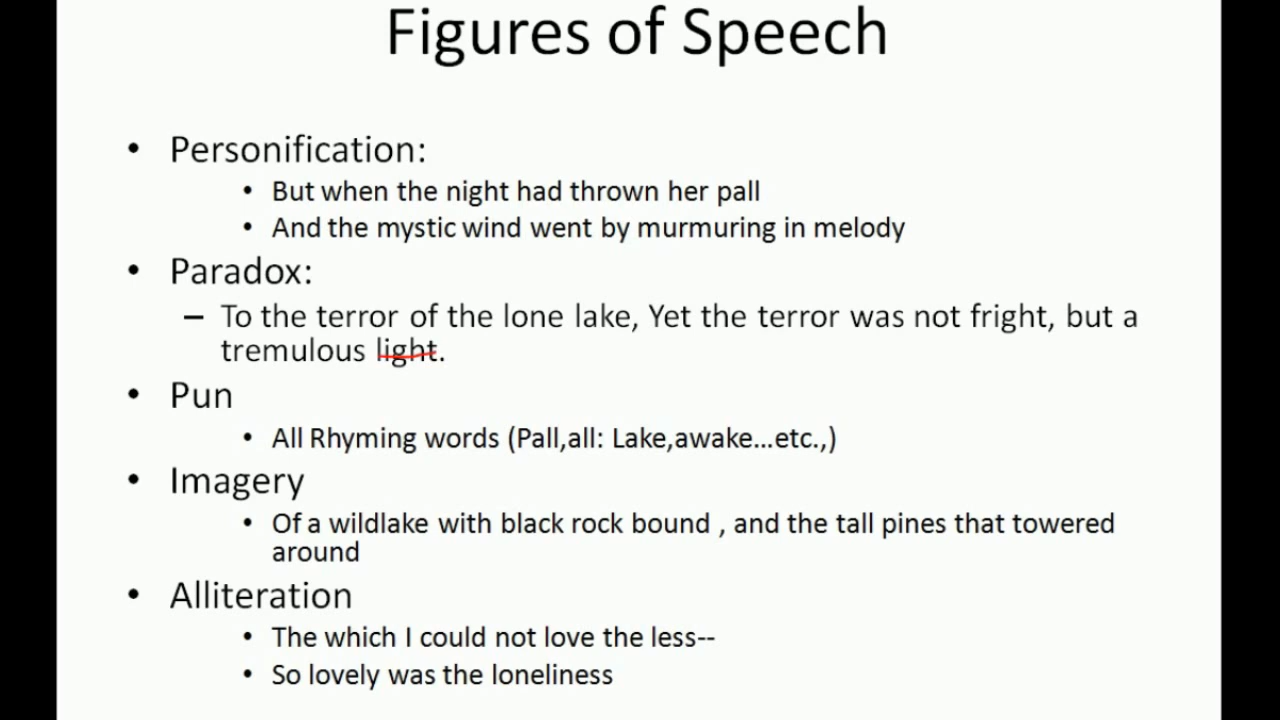 Figures of Speech
• Personification:
• But when the night had thrown her pall
• And the mystic wind went by murmuring in melody
• Paradox:
– To the terror of the lone lake, Yet the terror was not fright, but a
tremulous light.
• Pun
• All Rhyming words (Pall,all: Lake,awake...etc.,)
• Imagery
• Of a wildlake with black rock bound , and the tall pines that towered
around
• Alliteration
• The which I could not love the less--
• So lovely was the loneliness